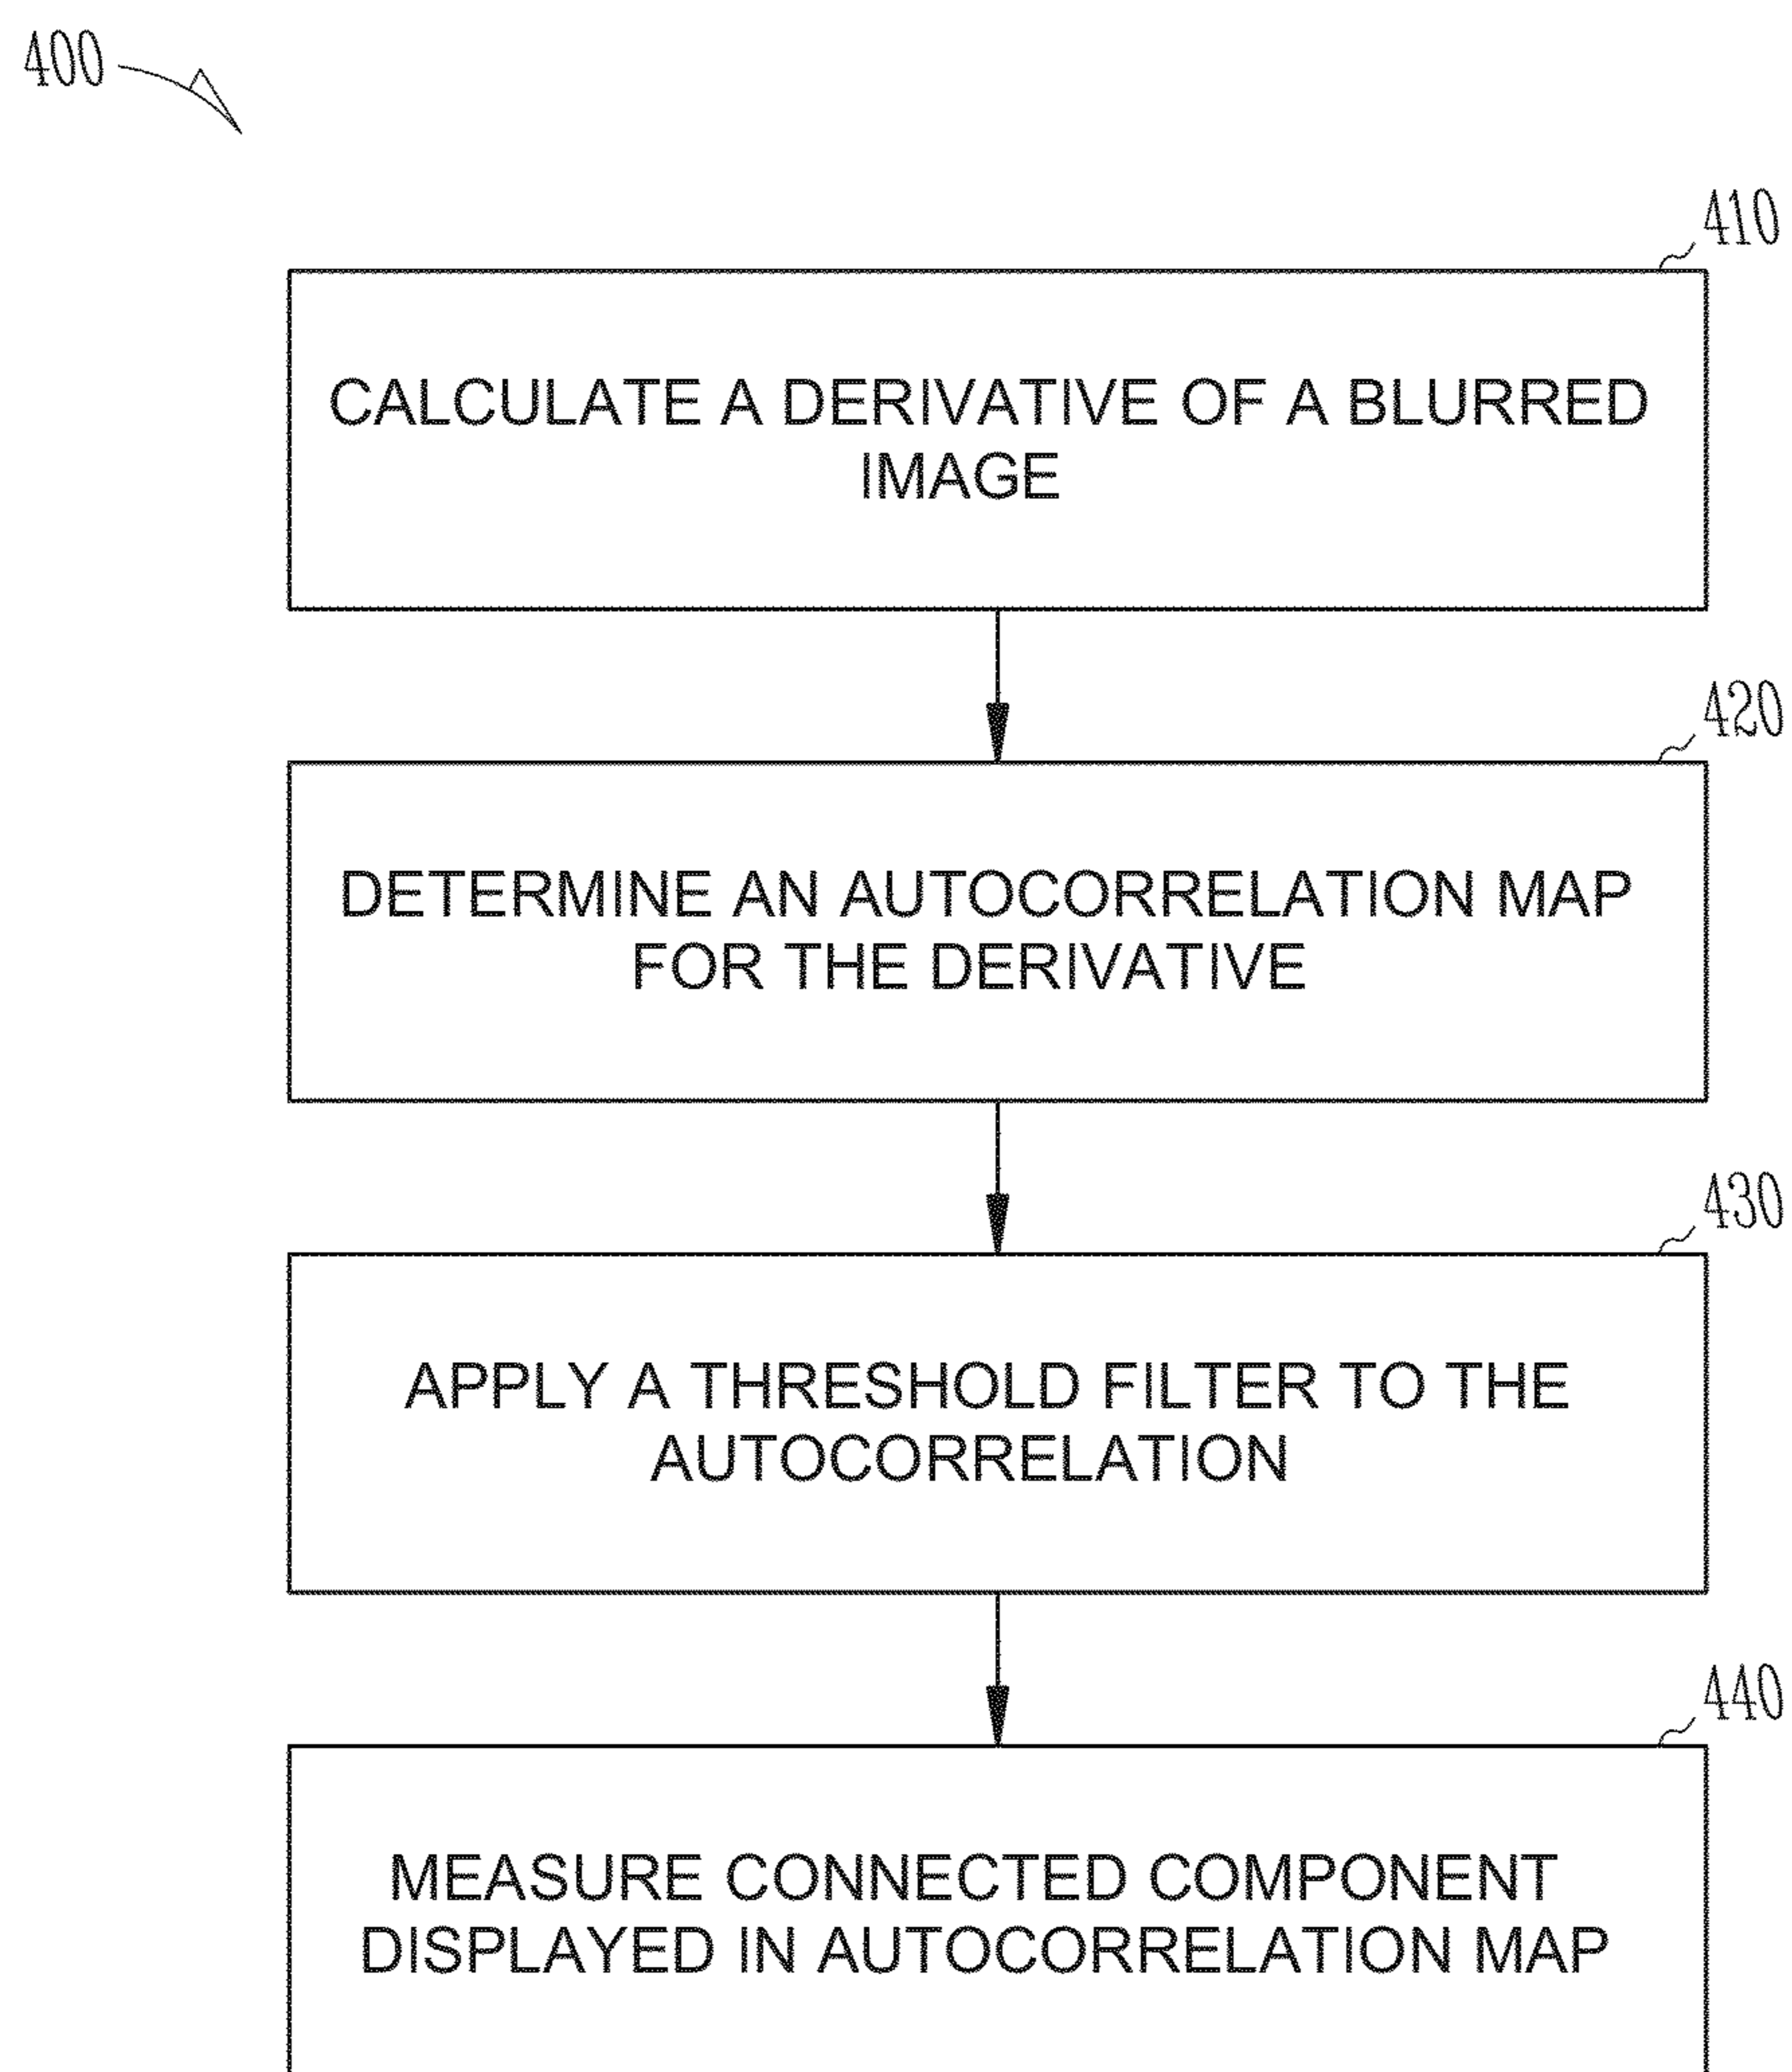 400
410
CALCULATE A DERIVATIVE OF A BLURRED
IMAGE
420
DETERMINE AN AUTOCORRELATION MAP
FOR THE DERIVATIVE
430
APPLY A THRESHOLD FILTER TO THE
AUTOCORRELATION
440
MEASURE CONNECTED COMPONENT
DISPLAYED IN AUTOCORRELATION MAP